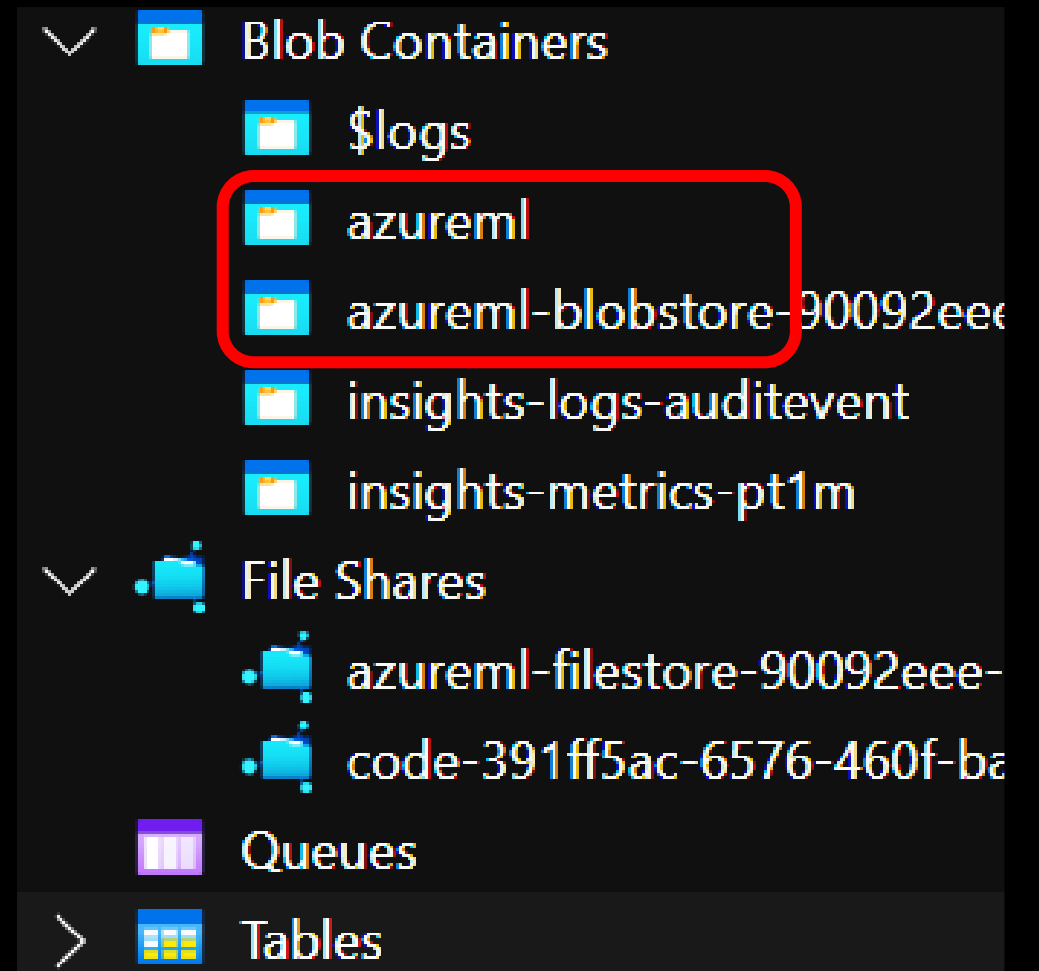 Blob Containers
$logs
azureml
azureml-blobstore-90092eee
insights-logs-auditevent
insights-metrics-pt1m
File Shares
azureml-filestore-90092eee-
code-391ff5ac-6576-460f-ba
Queues
Tables